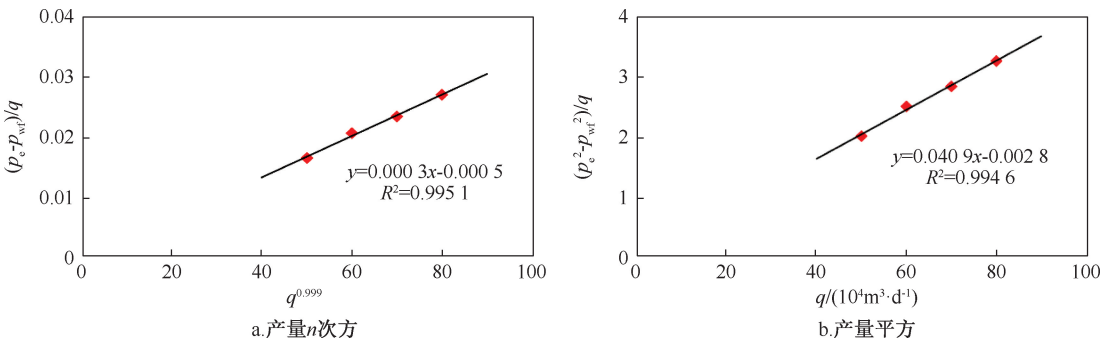 0.04
0.03
0.02
0.01
0
(pe-pwf)/q
y=0.000 3x-0.000 5
R²=0.995 1
0 20 40 60 80 100
q^0.999
a.产量n次方
4
3
2
1
0
(pe²-pwf²)/q
y=0.040 9x-0.002 8
R²=0.994 6
0 20 40 60 80 100
q/(10⁴m³·d⁻¹)
b.产量平方